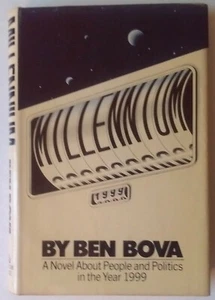 MILLENNIUM
1999
BY BEN BOVA
A Novel About People and Politics
in the Year 1999